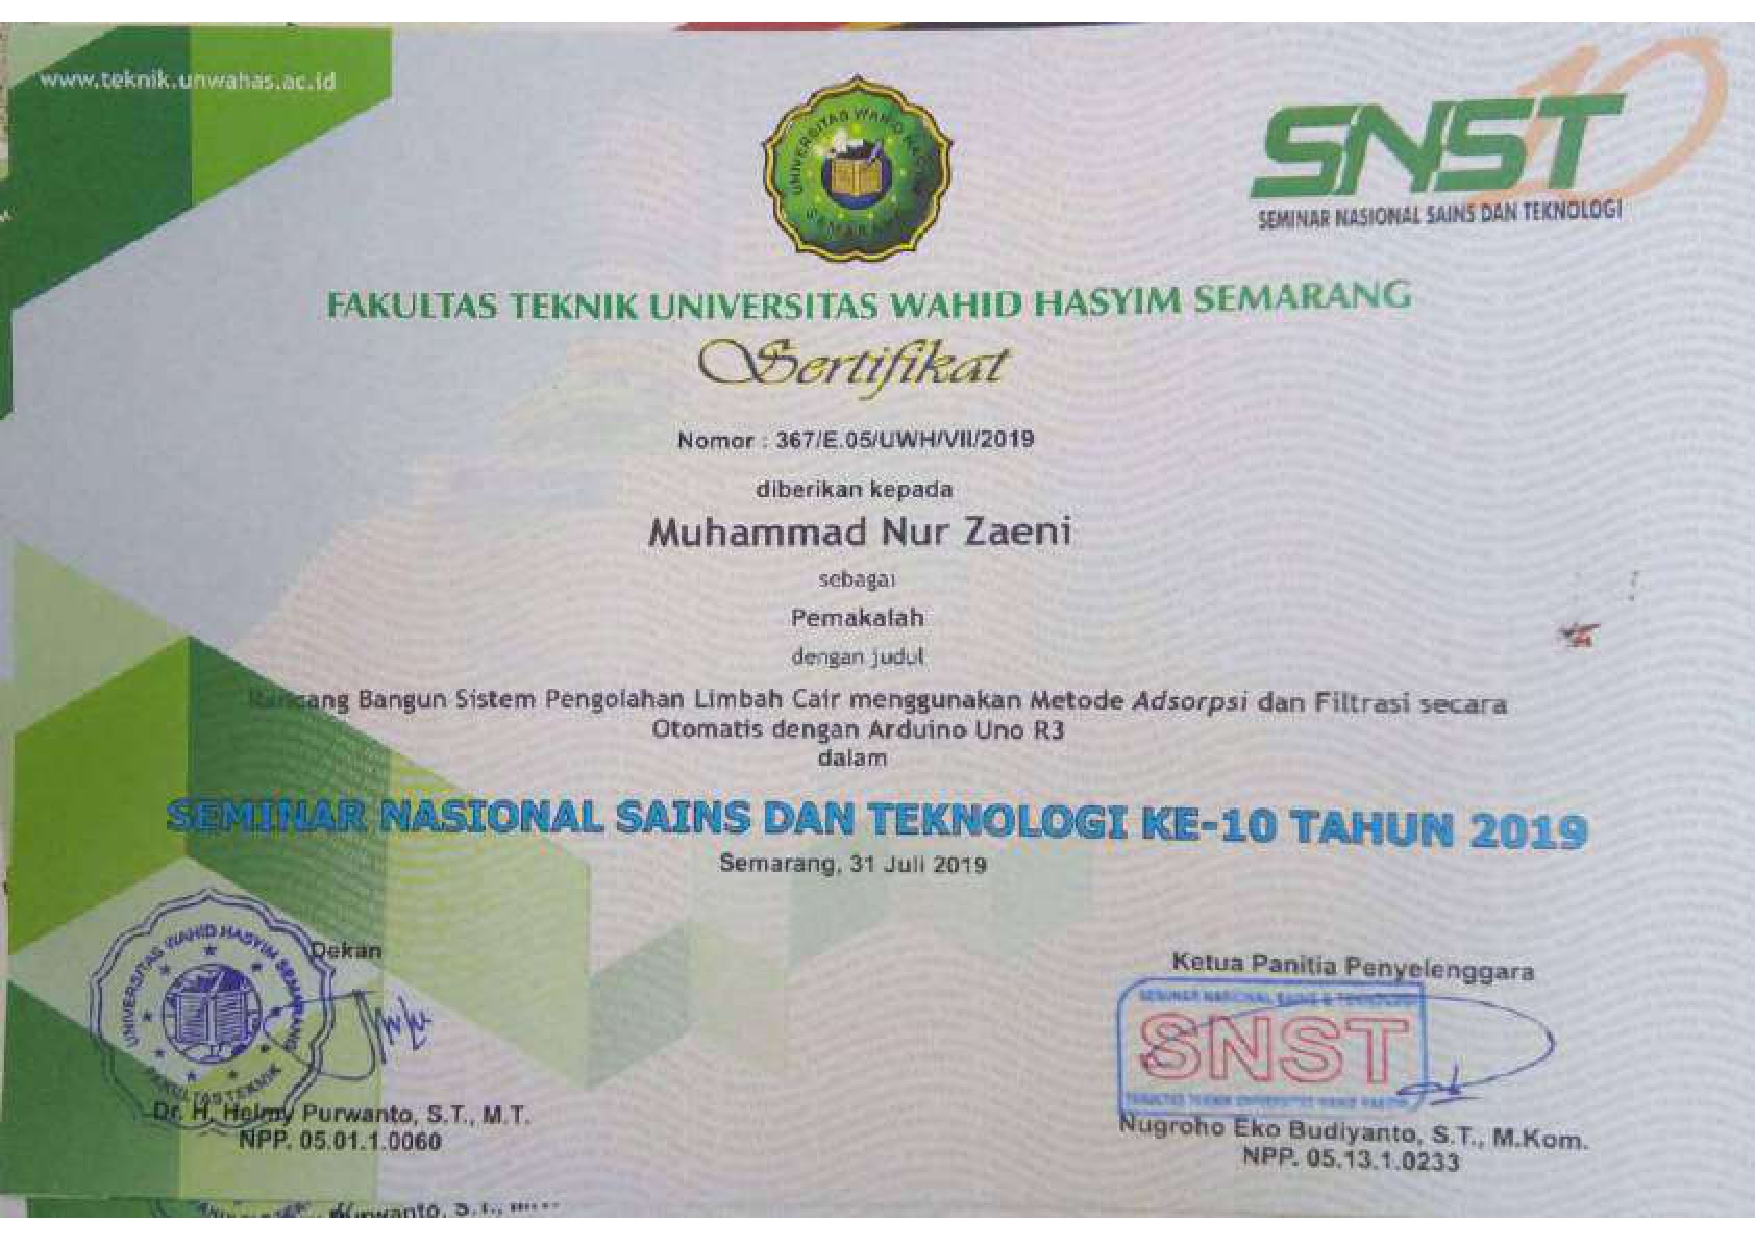 www.teknik.unwahas.ac.id
UNIVERSITAS WAHID HASYIM
SEMARANG
SNST 10
SEMINAR NASIONAL SAINS DAN TEKNOLOGI
FAKULTAS TEKNIK UNIVERSITAS WAHID HASYIM SEMARANG
Sertifikat
Nomor : 367/E.05/UWH/VII/2019
diberikan kepada
Muhammad Nur Zaeni
sebagai
Pemakalah
dengan judul
Rancang Bangun Sistem Pengolahan Limbah Cair menggunakan Metode Adsorpsi dan Filtrasi secara
Otomatis dengan Arduino Uno R3
dalam
SEMINAR NASIONAL SAINS DAN TEKNOLOGI KE-10 TAHUN 2019
Semarang, 31 Juli 2019
Dekan
UNIVERSITAS WAHID HASYIM SEMARANG
FAKULTAS TEKNIK
Dr. H. Helmy Purwanto, S.T., M.T.
NPP. 05.01.1.0060
Ketua Panitia Penyelenggara
SEMINAR NASIONAL SAINS & TEKNOLOGI
SNST
FAKULTAS TEKNIK UNIVERSITAS WAHID HASYIM
Nugroho Eko Budiyanto, S.T., M.Kom.
NPP. 05.13.1.0233